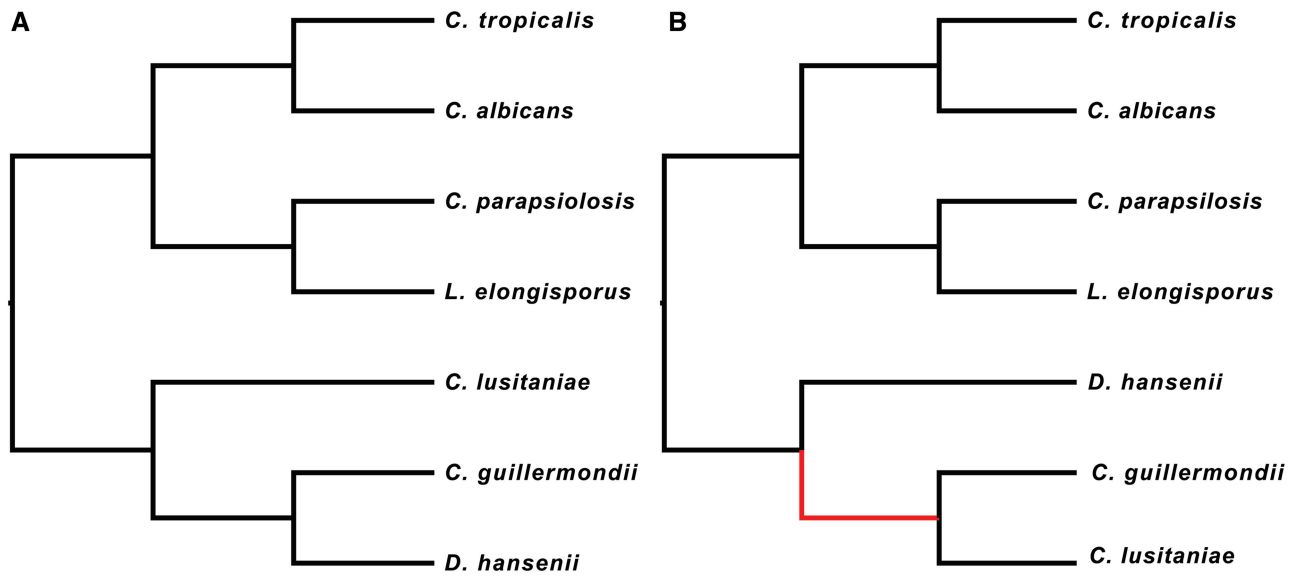 A
C. tropicalis
C. albicans
C. parapsiolosis
L. elongisporus
C. lusitaniae
C. guillermondii
D. hansenii
B
C. tropicalis
C. albicans
C. parapsilosis
L. elongisporus
D. hansenii
C. guillermondii
C. lusitaniae